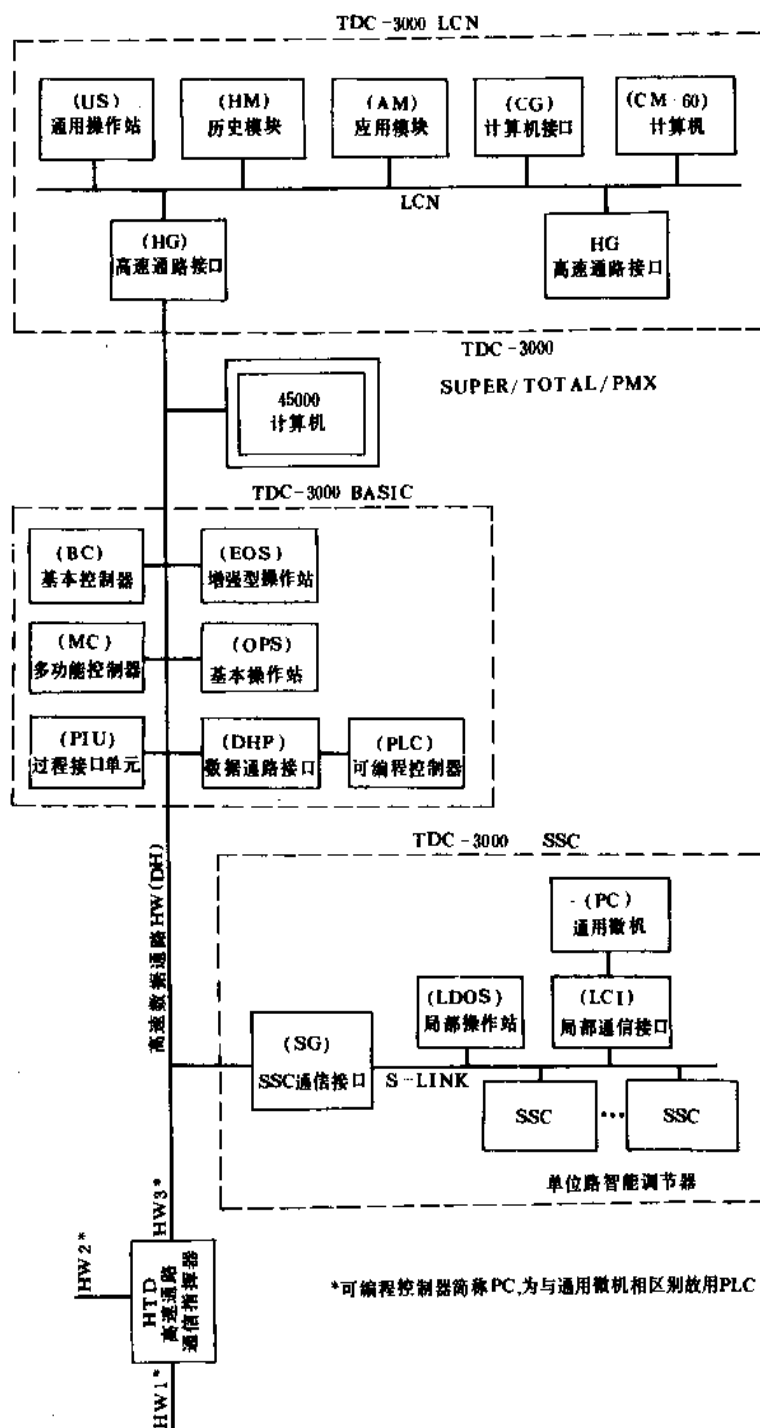 TDC-3000 LCN
(US)
通用操作站
(HM)
历史模块
(AM)
应用模块
(CG)
计算机接口
(CM-60)
计算机
LCN
(HG)
高速通路接口
HG
高速通路接口
TDC-3000
SUPER/TOTAL/PMX
45000
计算机
TDC-3000 BASIC
(BC)
基本控制器
(EOS)
增强型操作站
(MC)
多功能控制器
(OPS)
基本操作站
(PIU)
过程接口单元
(DHP)
数据通路接口
(PLC)
可编程控制器
高速数据通路HW(DH)
TDC-3000 SSC
(PC)
通用微机
(LDOS)
局部操作站
(LCI)
局部通信接口
(SG)
SSC通信接口
S-LINK
SSC
...
SSC
单位路智能调节器
HW3*
HW2*
HTD
高速通路
通信指挥器
HW1*
*可编程控制器简称PC,为与通用微机相区别故用PLC